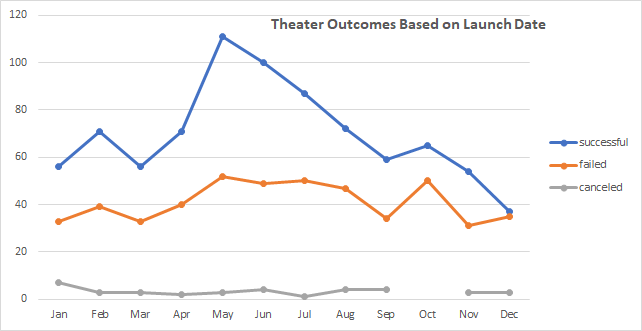 Theater Outcomes Based on Launch Date
120
100
80
60
40
20
0
Jan Feb Mar Apr May Jun Jul Aug Sep Oct Nov Dec
successful
failed
canceled